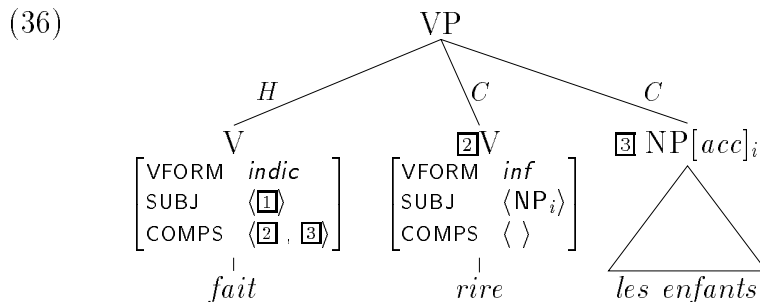 (36) VP
H C C
V [2]V [3] NP[acc]i
VFORM indic VFORM inf
SUBJ ⟨[1]⟩ SUBJ ⟨NPi⟩
COMPS ⟨[2] , [3]⟩ COMPS ⟨ ⟩
fait rire les enfants